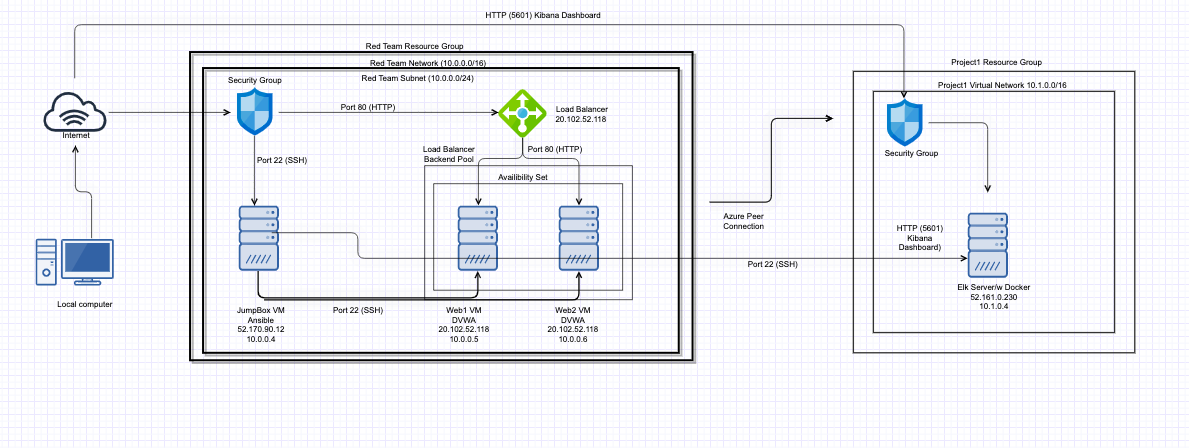 HTTP (5601) Kibana Dashboard
Red Team Resource Group
Red Team Network (10.0.0.0/16)
Red Team Subnet (10.0.0.0/24)
Security Group
Port 80 (HTTP)
Load Balancer
20.102.52.118
Internet
Port 22 (SSH)
Load Balancer
Backend Pool
Port 80 (HTTP)
Availibility Set
Local computer
JumpBox VM
Ansible
52.170.90.12
10.0.0.4
Port 22 (SSH)
Web1 VM
DVWA
20.102.52.118
10.0.0.5
Web2 VM
DVWA
20.102.52.118
10.0.0.6
Azure Peer
Connection
Port 22 (SSH)
Project1 Resource Group
Project1 Virtual Network 10.1.0.0/16
Security Group
HTTP (5601)
Kibana
Dashboard)
Elk Server/w Docker
52.161.0.230
10.1.0.4